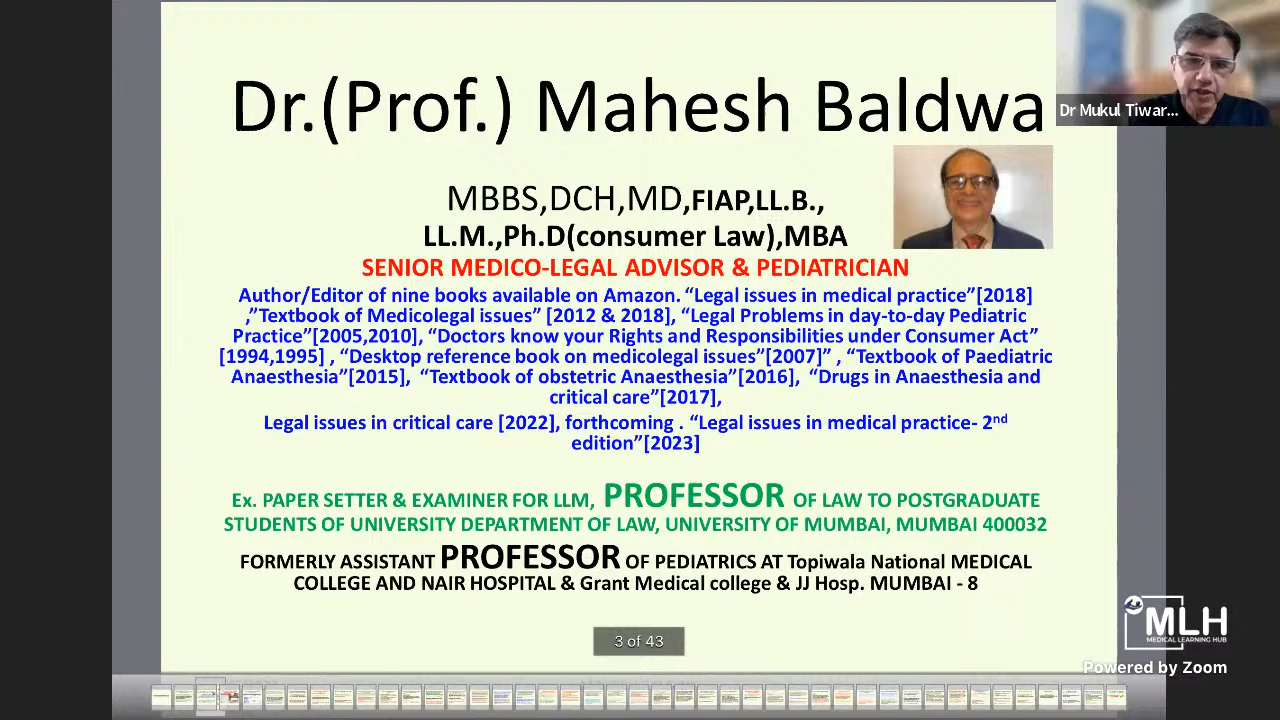 Dr.(Prof.) Mahesh Baldwa
Dr Mukul Tiwar...
MBBS,DCH,MD,FIAP,LL.B.,
LL.M.,Ph.D(consumer Law),MBA
SENIOR MEDICO-LEGAL ADVISOR & PEDIATRICIAN
Author/Editor of nine books available on Amazon. “Legal issues in medical practice”[2018]
,”Textbook of Medicolegal issues” [2012 & 2018], “Legal Problems in day-to-day Pediatric
Practice”[2005,2010], “Doctors know your Rights and Responsibilities under Consumer Act”
[1994,1995] , “Desktop reference book on medicolegal issues”[2007]” , “Textbook of Paediatric
Anaesthesia”[2015], “Textbook of obstetric Anaesthesia”[2016], “Drugs in Anaesthesia and
critical care”[2017],
Legal issues in critical care [2022], forthcoming . “Legal issues in medical practice- 2nd
edition”[2023]
Ex. PAPER SETTER & EXAMINER FOR LLM, PROFESSOR OF LAW TO POSTGRADUATE
STUDENTS OF UNIVERSITY DEPARTMENT OF LAW, UNIVERSITY OF MUMBAI, MUMBAI 400032
FORMERLY ASSISTANT PROFESSOR OF PEDIATRICS AT Topiwala National MEDICAL
COLLEGE AND NAIR HOSPITAL & Grant Medical college & JJ Hosp. MUMBAI - 8
3 of 43
MLH
MEDICAL LEARNING HUB
Powered by Zoom